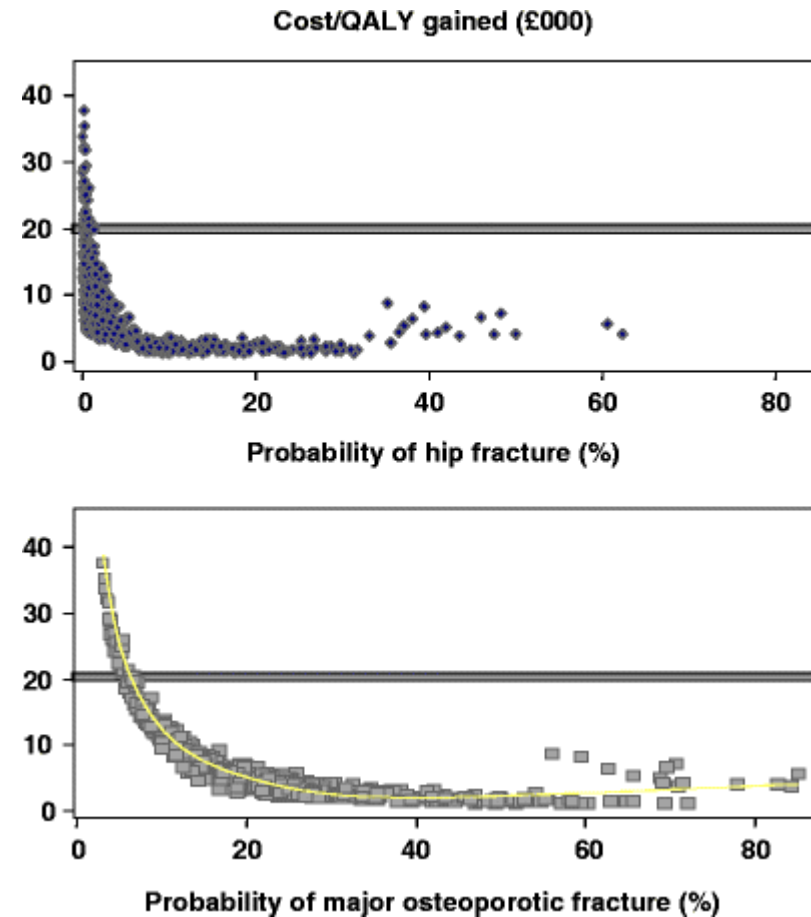 Cost/QALY gained (£000)
40
30
20
10
0
0 20 40 60 80
Probability of hip fracture (%)
40
30
20
10
0
0 20 40 60 80
Probability of major osteoporotic fracture (%)